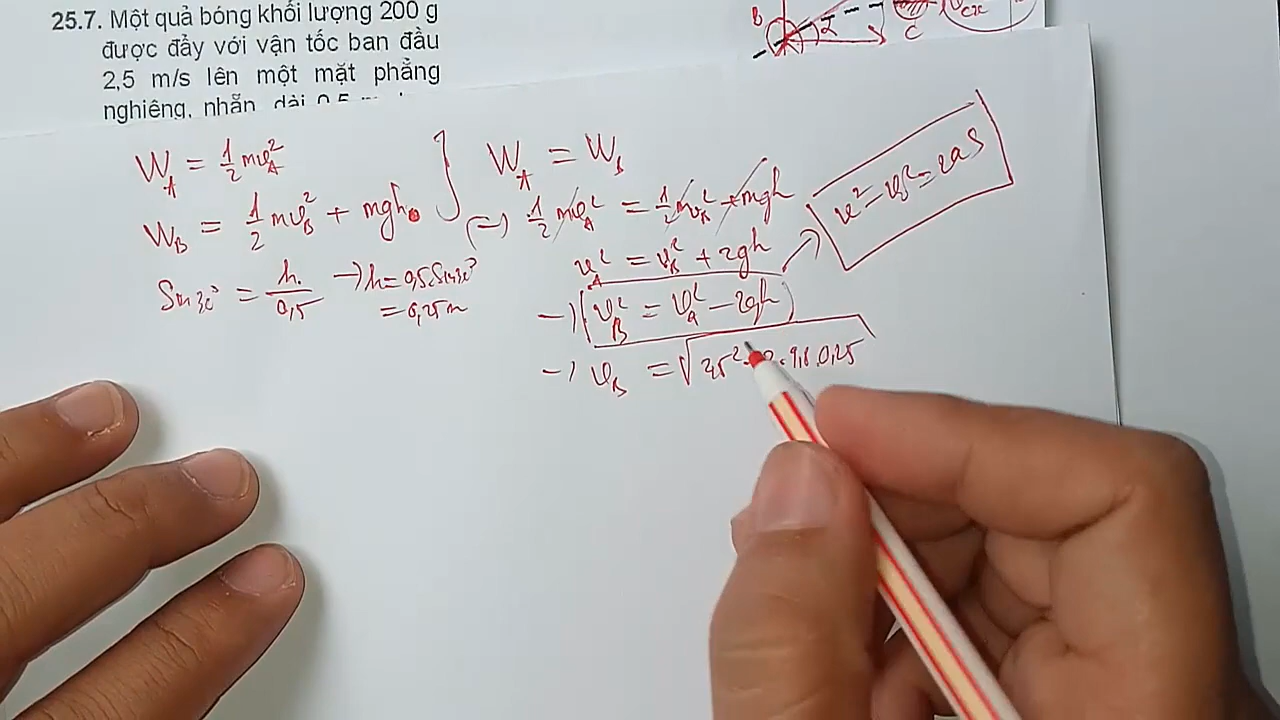 25.7. Một quả bóng khối lượng 200 g
được đẩy với vận tốc ban đầu
2,5 m/s lên một mặt phẳng
nghiêng, nhẵn, dài 0,5 m
B
α
C
W_A = 1/2 mv_A²
W_B = 1/2 mv_B² + mgh
Sin 30° = h/0,5 → h = 0,5 Sin 30°
= 0,25 m
W_A = W_B
(→) 1/2 mv_A² = 1/2 mv_B² + mgh
v_A² = v_B² + 2gh
→ (v_B² = v_A² − 2gh)
→ v_B = √ 2,5² 9,8. 0,25
v² − v_0² = 2aS